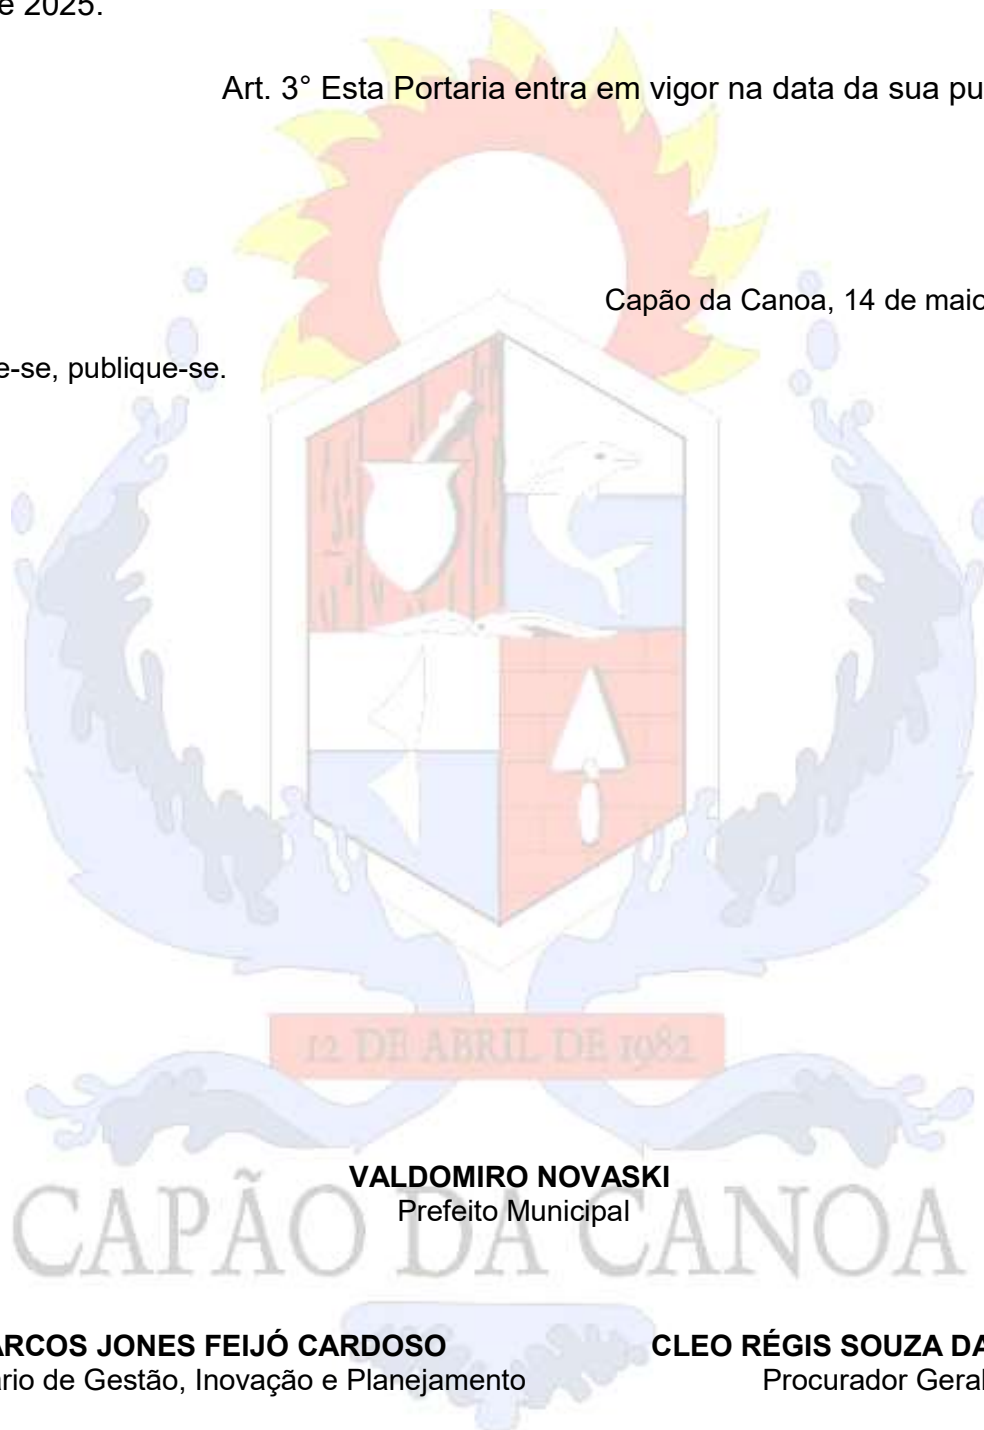 e 2025.
Art. 3° Esta Portaria entra em vigor na data da sua pu
Capão da Canoa, 14 de maio
e-se, publique-se.
12 DE ABRIL DE 1982
VALDOMIRO NOVASKI
Prefeito Municipal
CAPÃO DA CANOA
ARCOS JONES FEIJÓ CARDOSO
CLEO RÉGIS SOUZA DA
ário de Gestão, Inovação e Planejamento
Procurador Geral